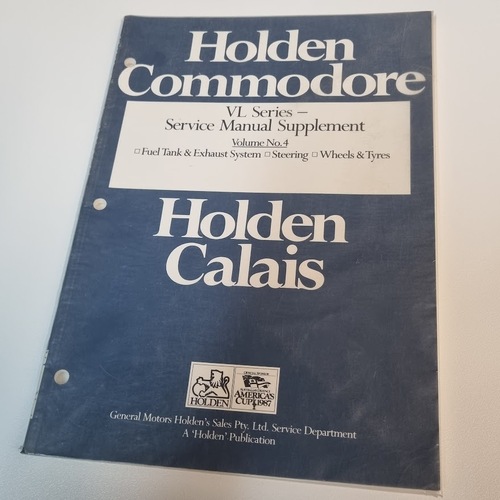 Holden
Commodore
VL Series –
Service Manual Supplement
Volume No.4
□ Fuel Tank & Exhaust System □ Steering □ Wheels & Tyres
Holden
Calais
HOLDEN
AMERICA'S
CUP 1987
General Motors Holden's Sales Pty. Ltd. Service Department
A 'Holden' Publication